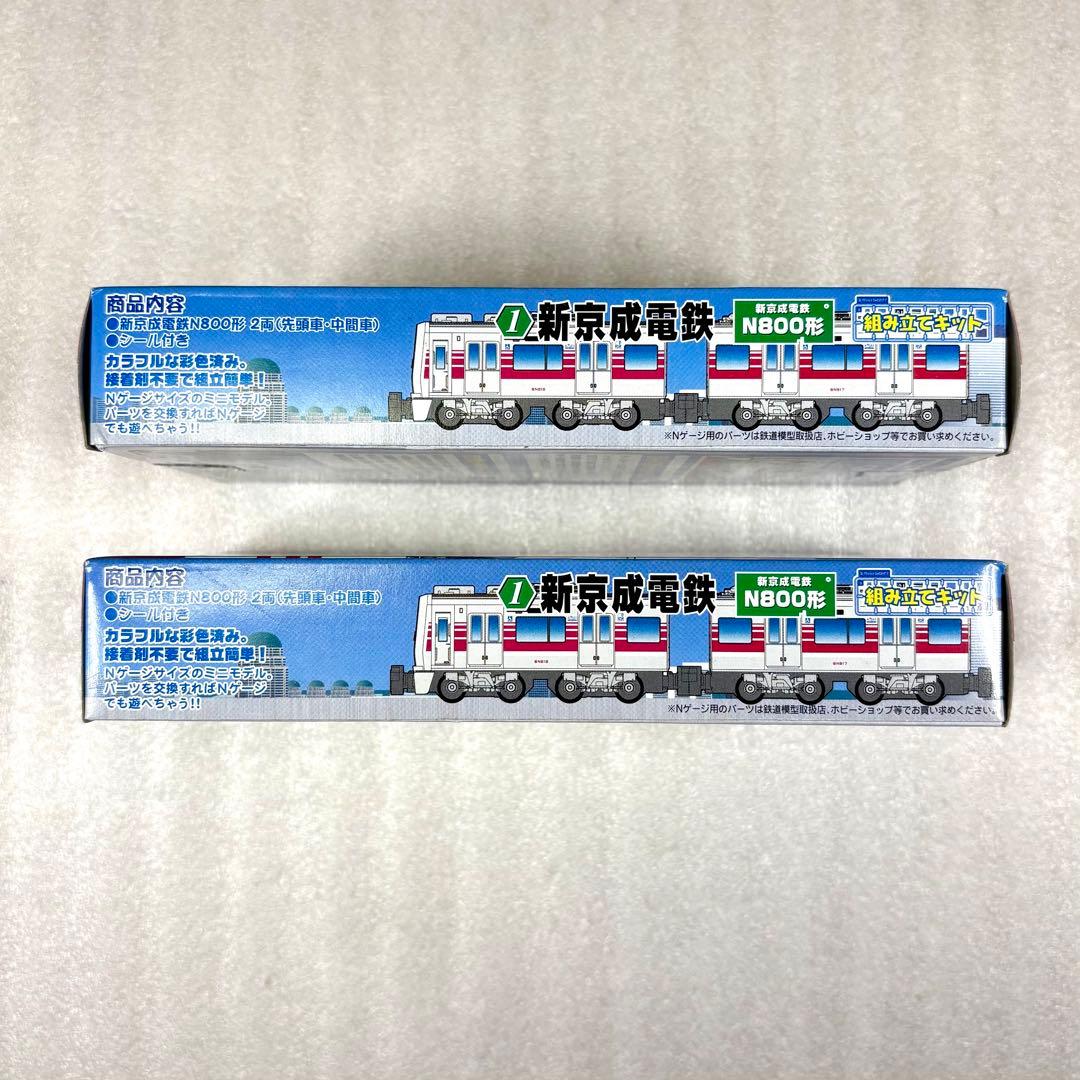 商品内容
●新京成電鉄N800形 2両(先頭車・中間車)
●シール付き
カラフルな彩色済み。
接着剤不要で組立簡単!
Nゲージサイズのミニモデル。
パーツを交換すればNゲージ
でも遊べちゃう!!
1 新京成電鉄
新京成電鉄
N800形
組み立てキット
※Nゲージ用のパーツは鉄道模型取扱店、ホビーショップ等でお買い求めください。
商品内容
●新京成電鉄N800形 2両(先頭車・中間車)
●シール付き
カラフルな彩色済み。
接着剤不要で組立簡単!
Nゲージサイズのミニモデル。
パーツを交換すればNゲージ
でも遊べちゃう!!
1 新京成電鉄
新京成電鉄
N800形
組み立てキット
※Nゲージ用のパーツは鉄道模型取扱店、ホビーショップ等でお買い求めください。